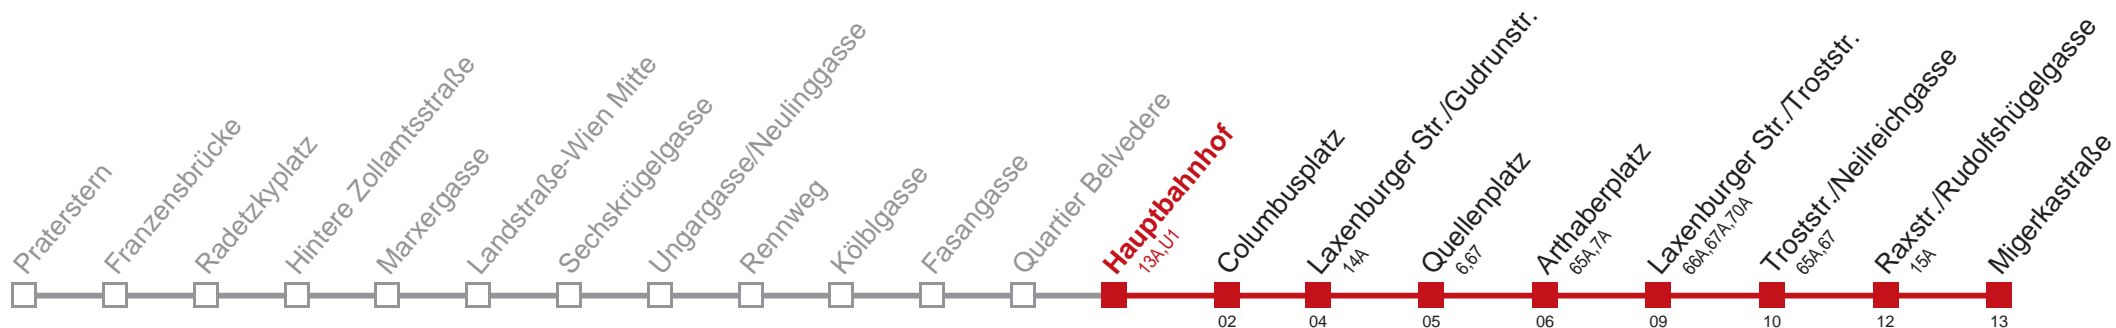 Praterstern
Franzensbrücke
Radetzkyplatz
Hintere Zollamtsstraße
Marxergasse
Landstraße-Wien Mitte
Sechskrügelgasse
Ungargasse/Neulinggasse
Rennweg
Kölblgasse
Fasangasse
Quartier Belvedere
Hauptbahnhof
13A,U1
Columbusplatz
02
Laxenburger Str./Gudrunstr.
14A
04
Quellenplatz
6,67
05
Arthaberplatz
65A,7A
06
Laxenburger Str./Troststr.
66A,67A,70A
09
Troststr./Neilreichgasse
65A,67
10
Raxstr./Rudolfshügelgasse
15A
12
Migerkastraße
13